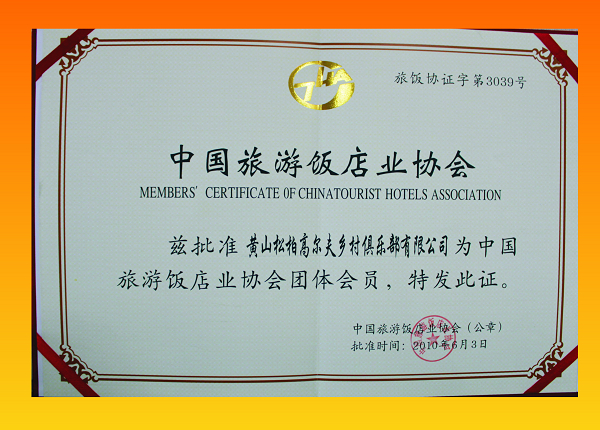 旅饭协证字第3039号
中国旅游饭店业协会
MEMBERS' CERTIFICATE OF CHINATOURIST HOTELS ASSOCIATION
兹批准 黄山松柏高尔夫乡村俱乐部有限公司为中国
旅游饭店业协会团体会员，特发此证。
中国旅游饭店业协会（公章）
批准时间：2010年6月3日